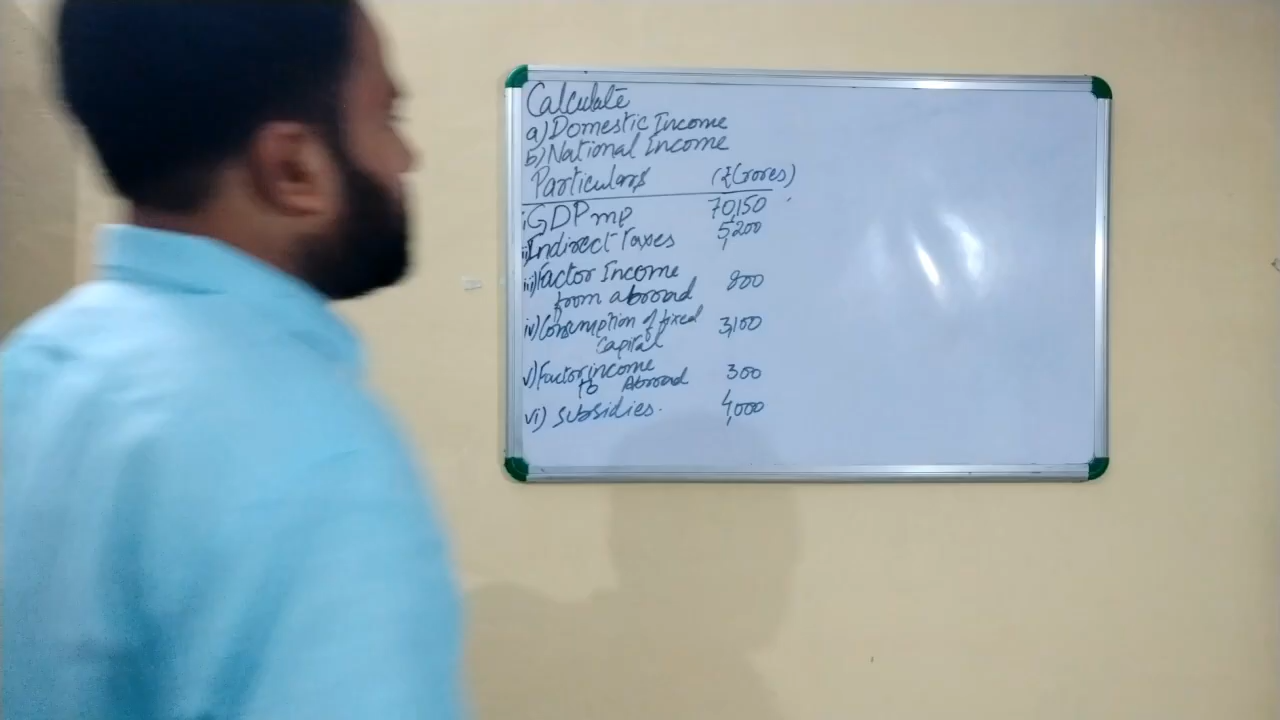 Calculate
a) Domestic Income
b) National Income
Particulars (₹ Crores)
i) GDP mp 70,150
ii) Indirect Taxes 5,200
iii) Factor Income 800
from abroad
iv) Consumption of fixed 3,100
capital
v) Factor income 300
to Abroad
vi) Subsidies. 4,000